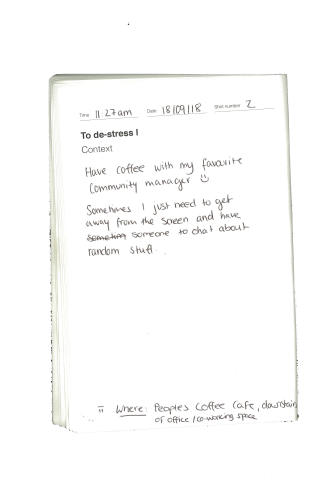 Time 11:27am Date 18/09/18 Shot number 2
To de-stress I
Context
Have coffee with my favourite
Community manager ☺
Sometimes I just need to get
away from the screen and have
someting someone to chat about
random stuff.
Where: Peoples Coffee Cafe, downstairs
of office / co-working space